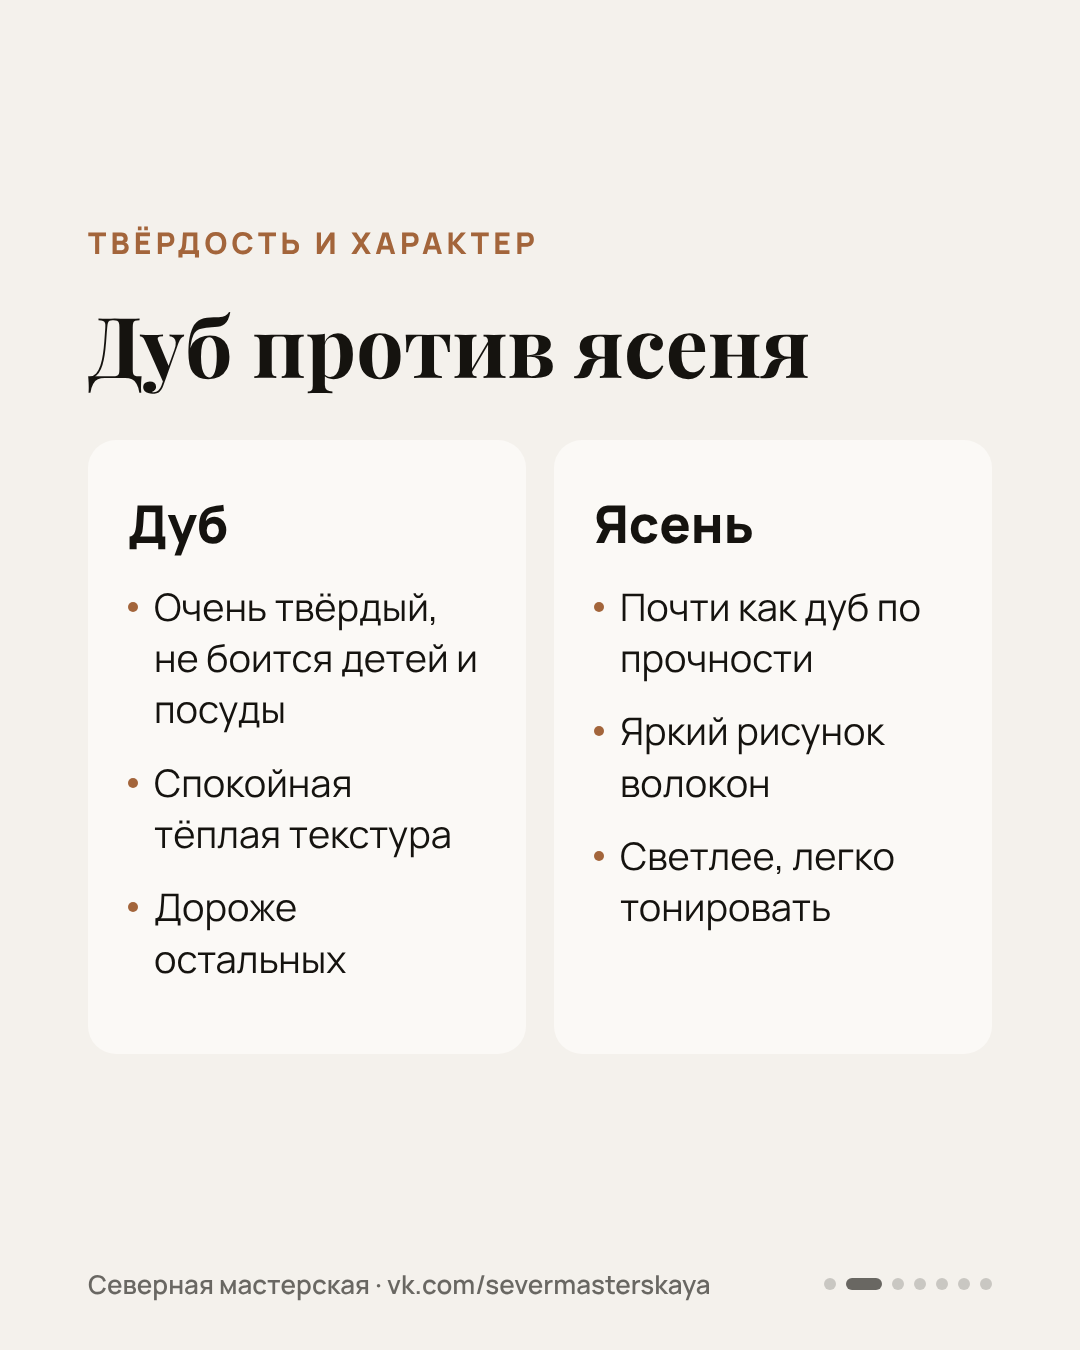 ТВЁРДОСТЬ И ХАРАКТЕР
Дуб против ясеня
Дуб
• Очень твёрдый,
не боится детей и
посуды
• Спокойная
тёплая текстура
• Дороже
остальных
Ясень
• Почти как дуб по
прочности
• Яркий рисунок
волокон
• Светлее, легко
тонировать
Северная мастерская · vk.com/severmasterskaya